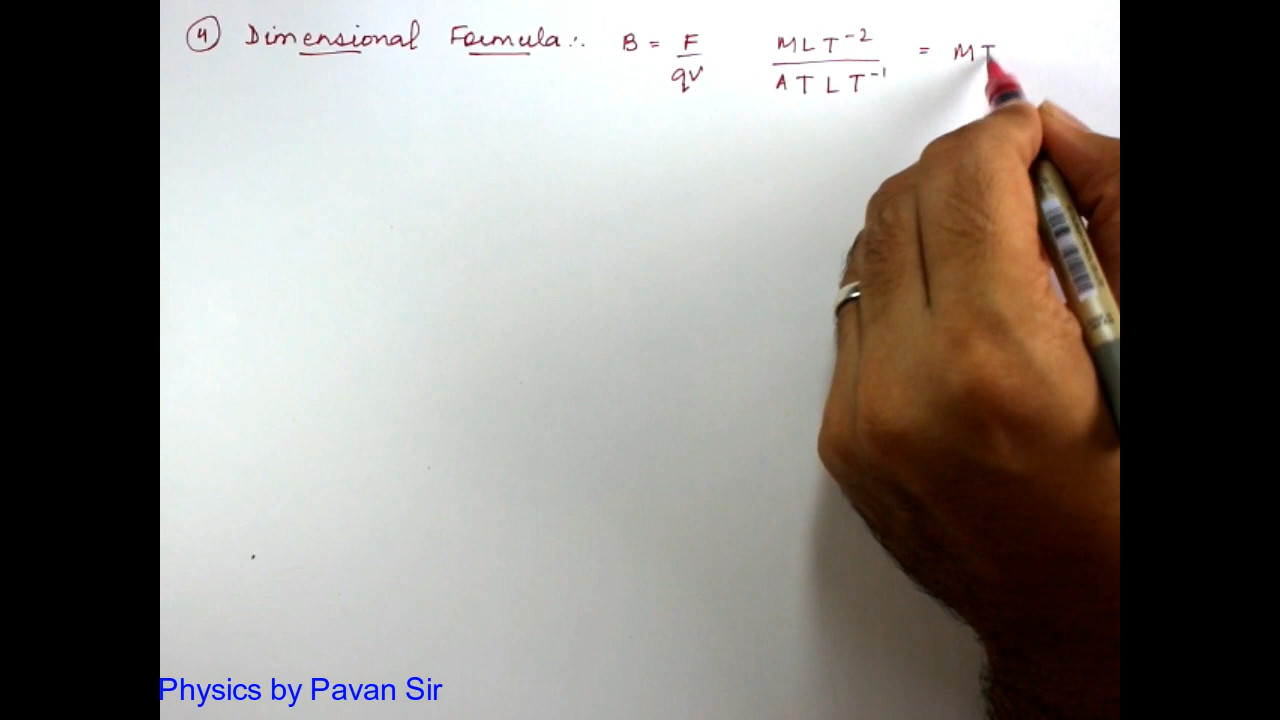 ④ Dimensional Formula :. B = F/qv MLT⁻²/ATLT⁻¹ = MT
Physics by Pavan Sir